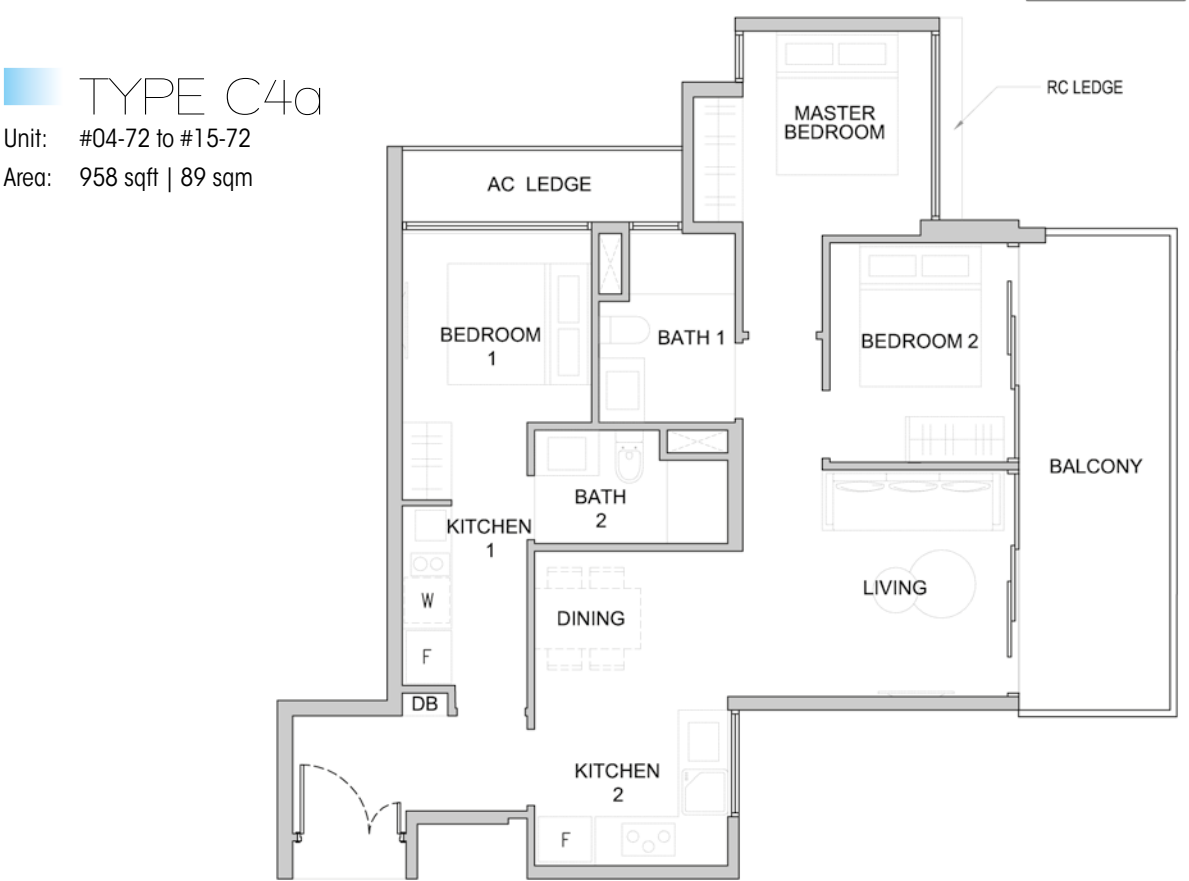 TYPE C4a
Unit: #04-72 to #15-72
Area: 958 sqft | 89 sqm
RC LEDGE
MASTER
BEDROOM
AC LEDGE
BEDROOM
1
BATH 1
BEDROOM 2
BALCONY
BATH
2
KITCHEN
1
W
F
DB
DINING
LIVING
KITCHEN
2
F